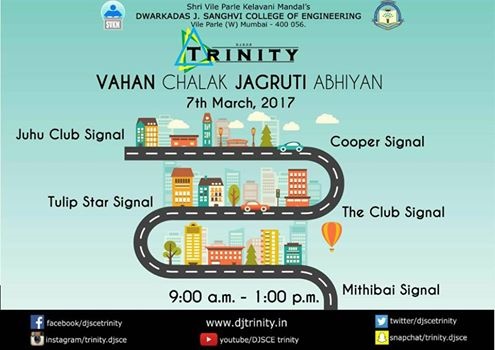 Shri Vile Parle Kelavani Mandal's
DWARKADAS J. SANGHVI COLLEGE OF ENGINEERING
Vile Parle (W) Mumbai - 400 056.
SVKM
DJSCE
TRINITY
VAHAN CHALAK JAGRUTI ABHIYAN
7th March, 2017
Juhu Club Signal
Cooper Signal
Tulip Star Signal
The Club Signal
Mithibai Signal
9:00 a.m. - 1:00 p.m.
facebook/djscetrinity
www.djtrinity.in
twitter/djscetrinity
instagram/trinity.djsce
youtube/DJSCE trinity
snapchat/trinity.djsce